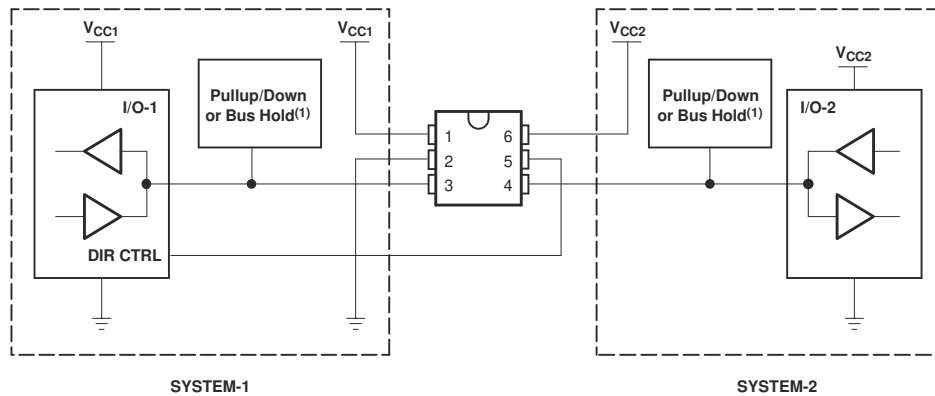 VCC1
VCC1
I/O-1
Pullup/Down
or Bus Hold(1)
DIR CTRL
1
2
3
6
5
4
VCC2
VCC2
Pullup/Down
or Bus Hold(1)
I/O-2
SYSTEM-1
SYSTEM-2